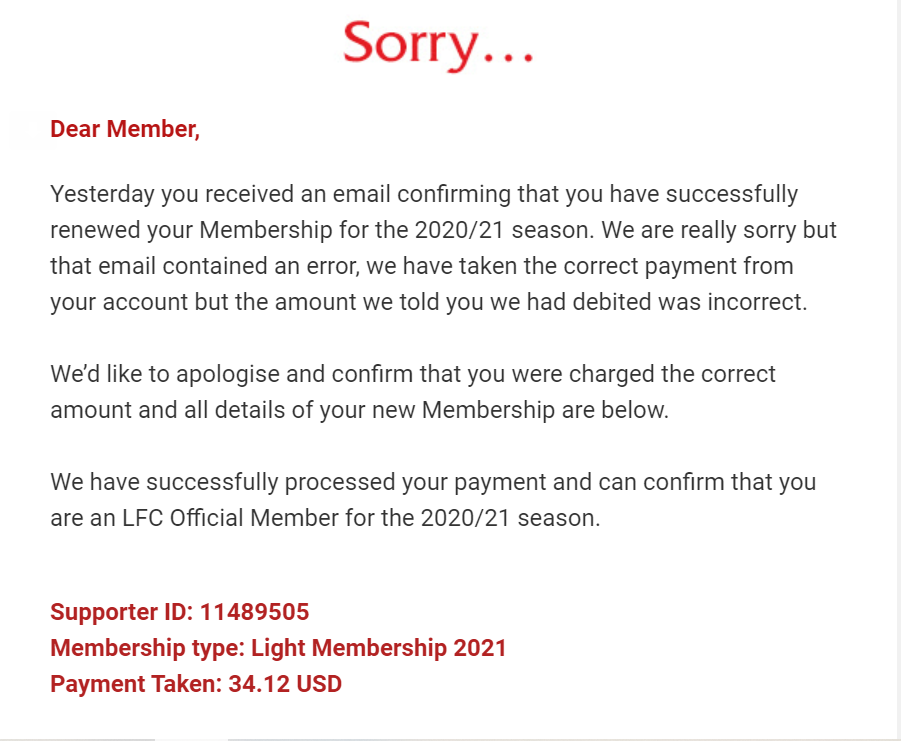 Sorry...
Dear Member,
Yesterday you received an email confirming that you have successfully
renewed your Membership for the 2020/21 season. We are really sorry but
that email contained an error, we have taken the correct payment from
your account but the amount we told you we had debited was incorrect.
We’d like to apologise and confirm that you were charged the correct
amount and all details of your new Membership are below.
We have successfully processed your payment and can confirm that you
are an LFC Official Member for the 2020/21 season.
Supporter ID: 11489505
Membership type: Light Membership 2021
Payment Taken: 34.12 USD